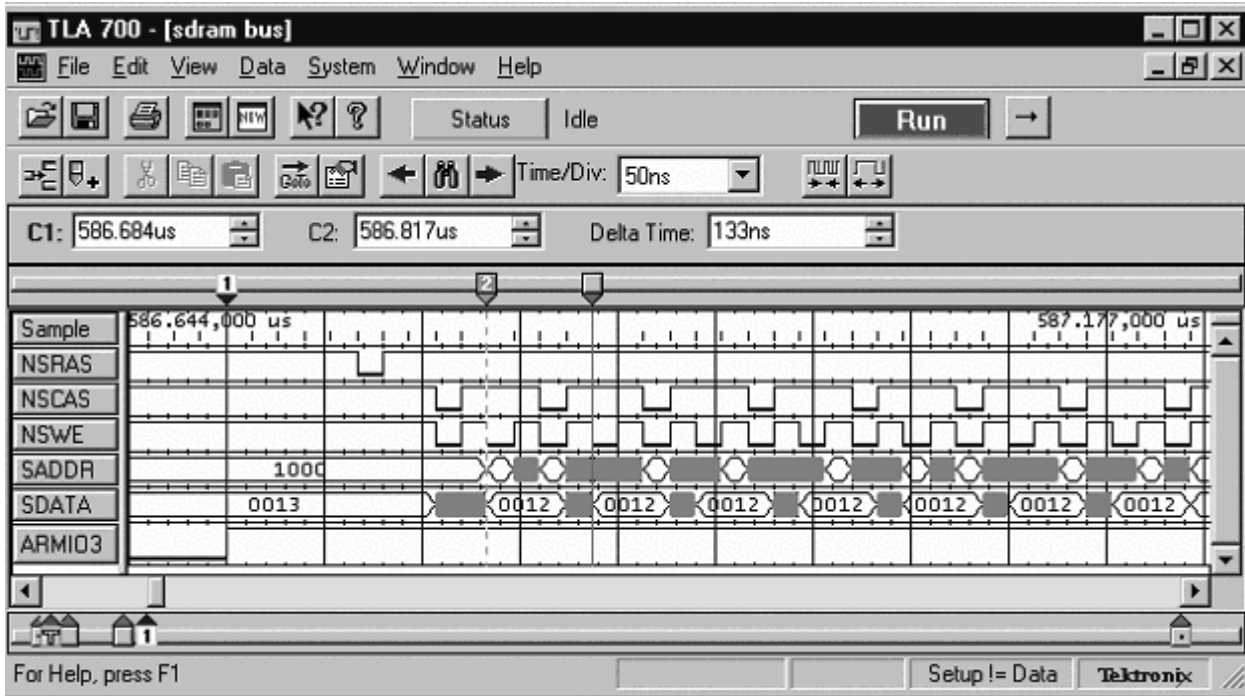 TLA 700 - [sdram bus]
File Edit View Data System Window Help
NEW Status Idle Run
GoTo Time/Div: 50ns
C1: 586.684us C2: 586.817us Delta Time: 133ns
1 2
Sample 586.644,000 us 587.177,000 us
NSRAS
NSCAS
NSWE
SADDR 1000
SDATA 0013 0012 0012 0012 0012 0012 0012 0012
ARMIO3
T 1
For Help, press F1 Setup != Data Tektronix